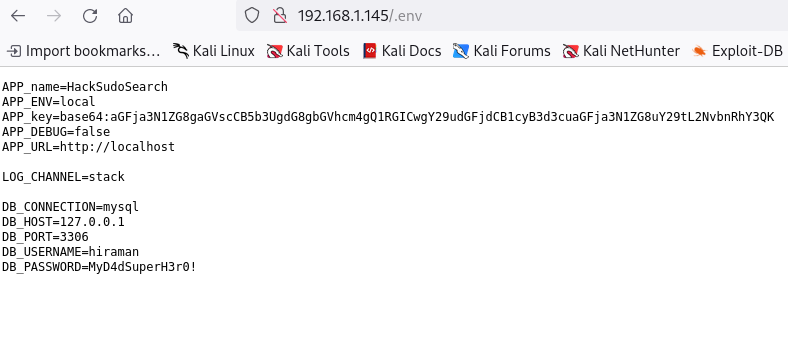 192.168.1.145/.env
Import bookmarks... Kali Linux Kali Tools Kali Docs Kali Forums Kali NetHunter Exploit-DB
APP_name=HackSudoSearch
APP_ENV=local
APP_key=base64:aGFja3N1ZG8gaGVscCB5b3UgdG8gbGVhcm4gQ1RGICwgY29udGFjdCB1cyB3d3cuaGFja3N1ZG8uY29tL2NvbnRhY3QK
APP_DEBUG=false
APP_URL=http://localhost
LOG_CHANNEL=stack
DB_CONNECTION=mysql
DB_HOST=127.0.0.1
DB_PORT=3306
DB_USERNAME=hiraman
DB_PASSWORD=MyD4dSuperH3r0!